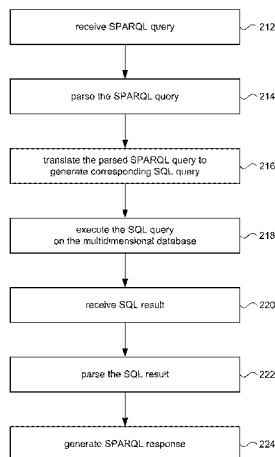 receive SPARQL query
212
parse the SPARQL query
214
translate the parsed SPARQL query to
generate corresponding SQL query
216
execute the SQL query
on the multidimensional database
218
receive SQL result
220
parse the SQL result
222
generate SPARQL response
224